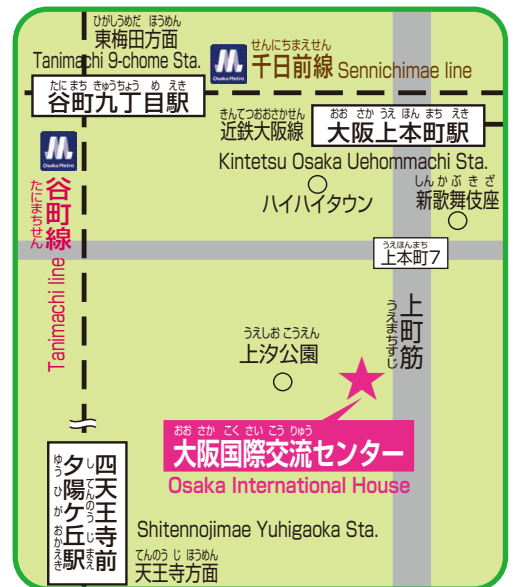 ひがしうめだ ほうめん
東梅田方面
Tanimachi 9-chome Sta.
たにまち きゅうちょう め えき
谷町九丁目駅
Osaka Metro
せんにちまえせん
千日前線 Sennichimae line
きんてつおおさかせん
近鉄大阪線
おお さか うえ ほん まち えき
大阪上本町駅
Kintetsu Osaka Uehommachi Sta.
ハイハイタウン
しんかぶきざ
新歌舞伎座
Osaka Metro
谷町線
たにまちせん
Tanimachi line
うえほんまち
上本町7
上町筋
うえまちすじ
うえしお こうえん
上汐公園
おお さか こく さい こう りゅう
大阪国際交流センター
Osaka International House
四天王寺前
し てんのう じ まえ
夕陽ケ丘駅
ゆう ひ が おかえき
Shitennojimae Yuhigaoka Sta.
てんのう じ ほうめん
天王寺方面